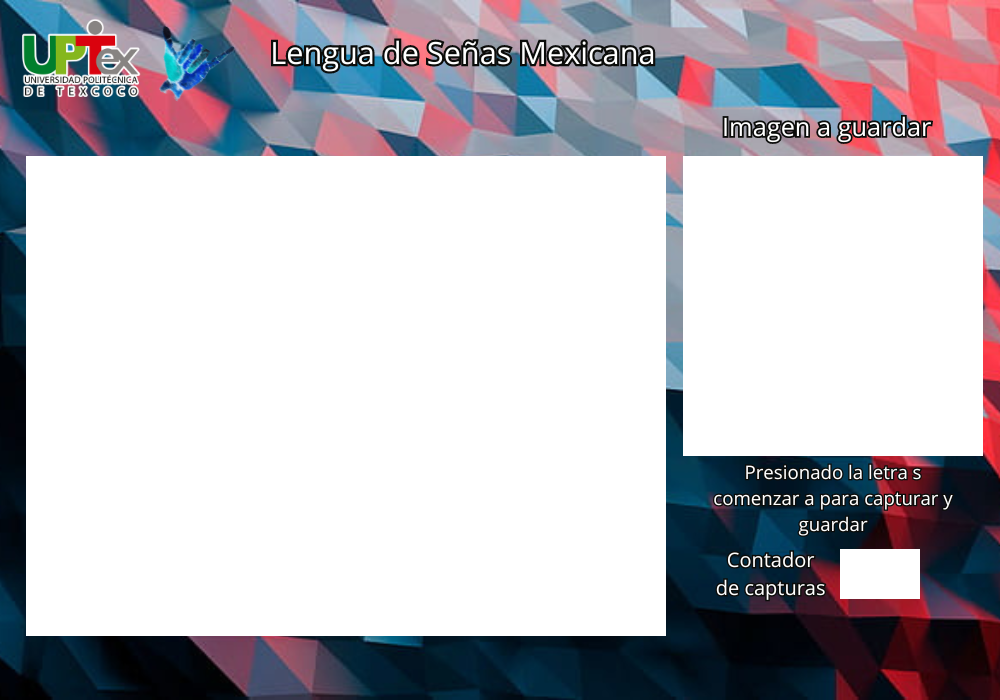 UPTex
UNIVERSIDAD POLITÉCNICA
DE TEXCOCO
Lengua de Señas Mexicana
Imagen a guardar
Presionado la letra s
comenzar a para capturar y
guardar
Contador
de capturas